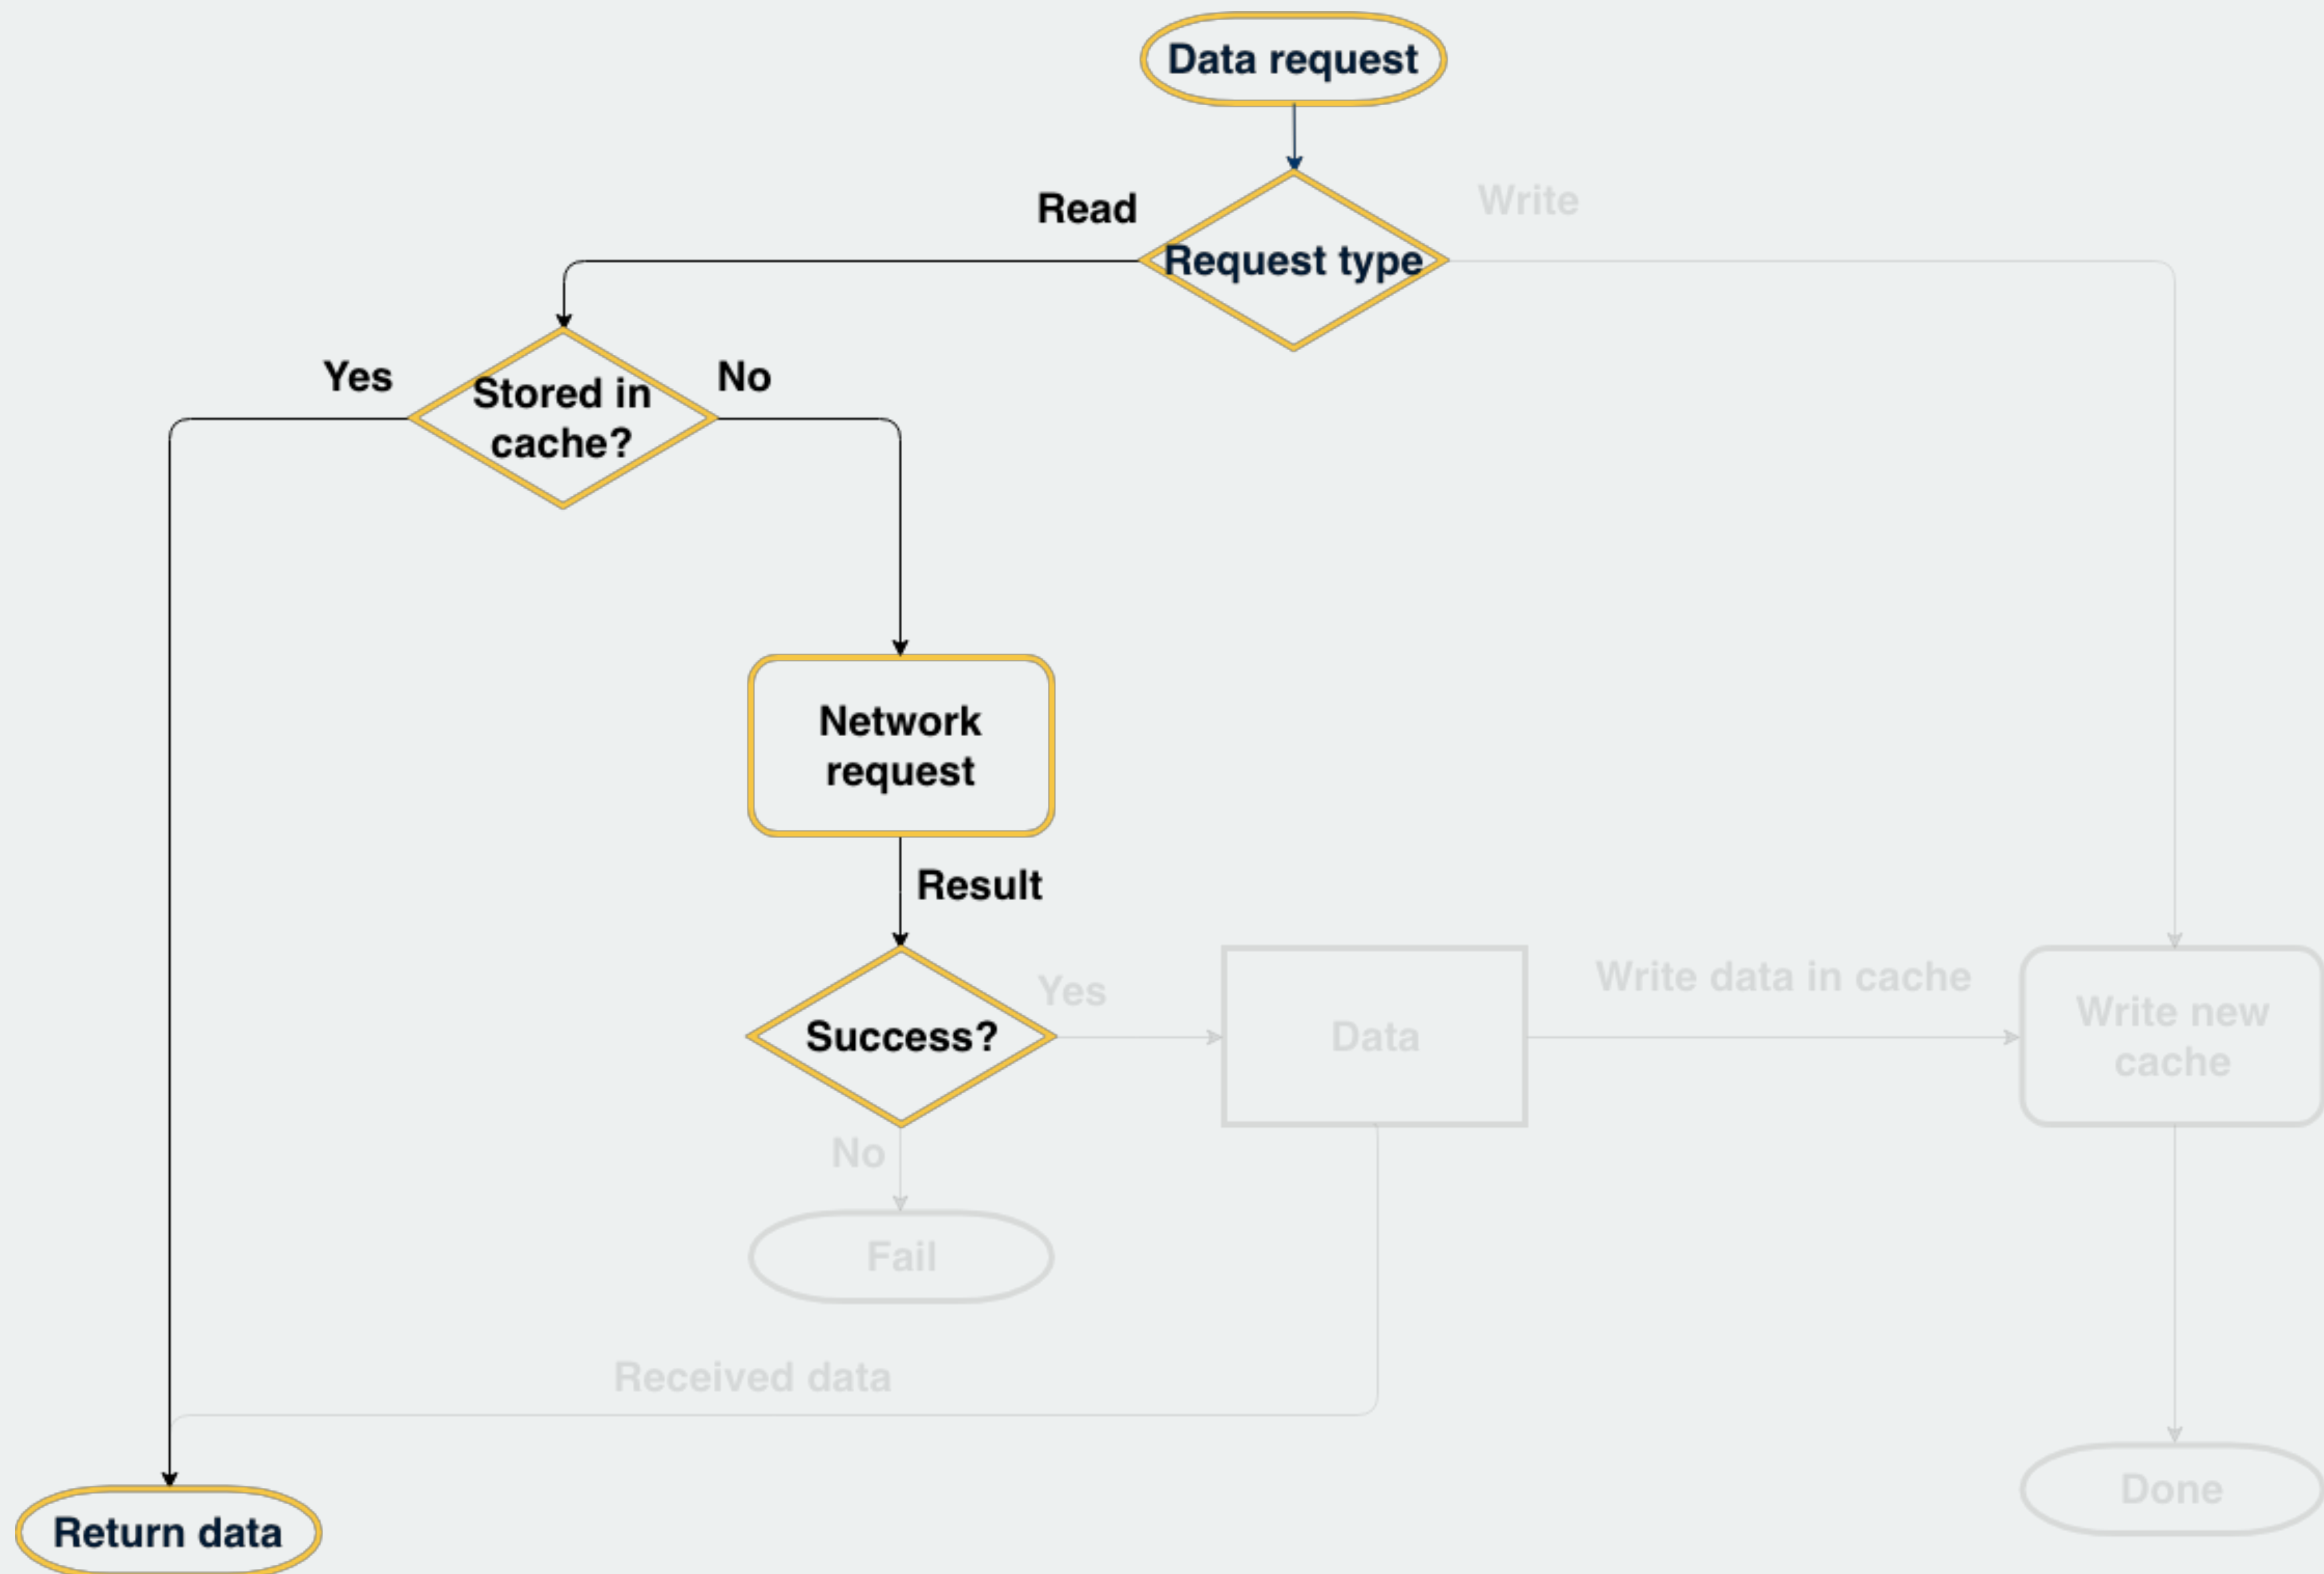 Data request
Read
Write
Request type
Yes
Stored in
cache?
No
Network
request
Result
Yes
Success?
Data
Write data in cache
Write new
cache
No
Fail
Received data
Done
Return data